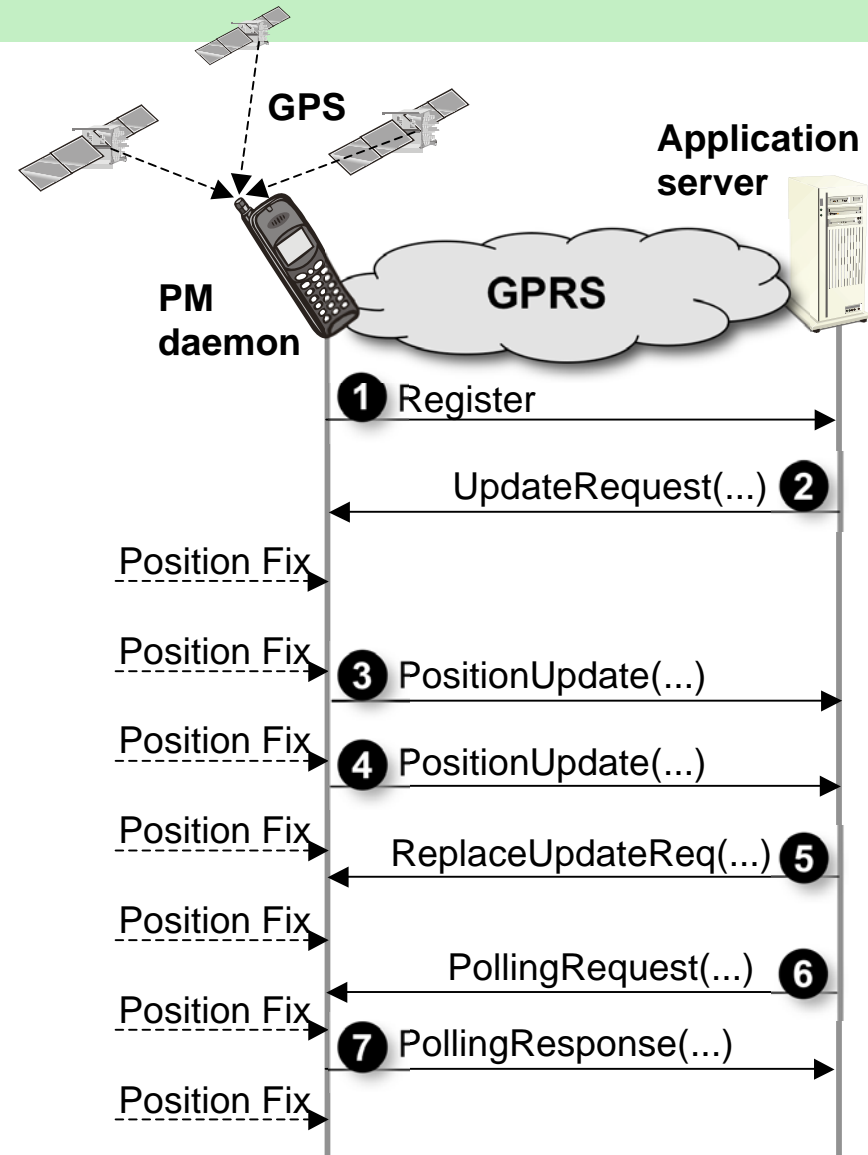 GPS
Application
server
PM
daemon
GPRS
1 Register
UpdateRequest(...) 2
Position Fix
Position Fix
3 PositionUpdate(...)
Position Fix
4 PositionUpdate(...)
Position Fix
ReplaceUpdateReq(...) 5
Position Fix
PollingRequest(...) 6
Position Fix
7 PollingResponse(...)
Position Fix